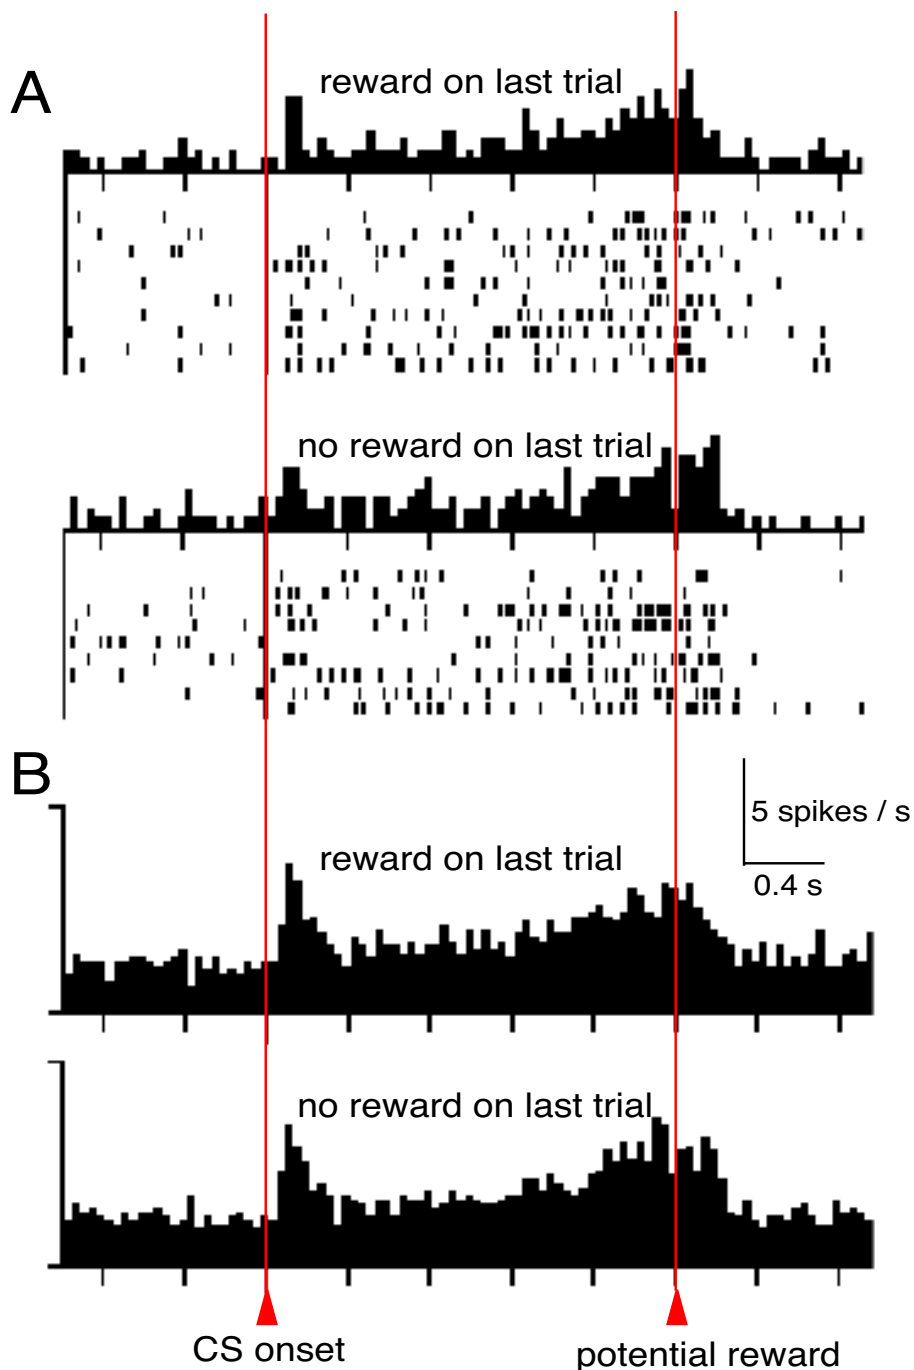 A
reward on last trial
no reward on last trial
B
5 spikes / s
0.4 s
reward on last trial
no reward on last trial
CS onset
potential reward